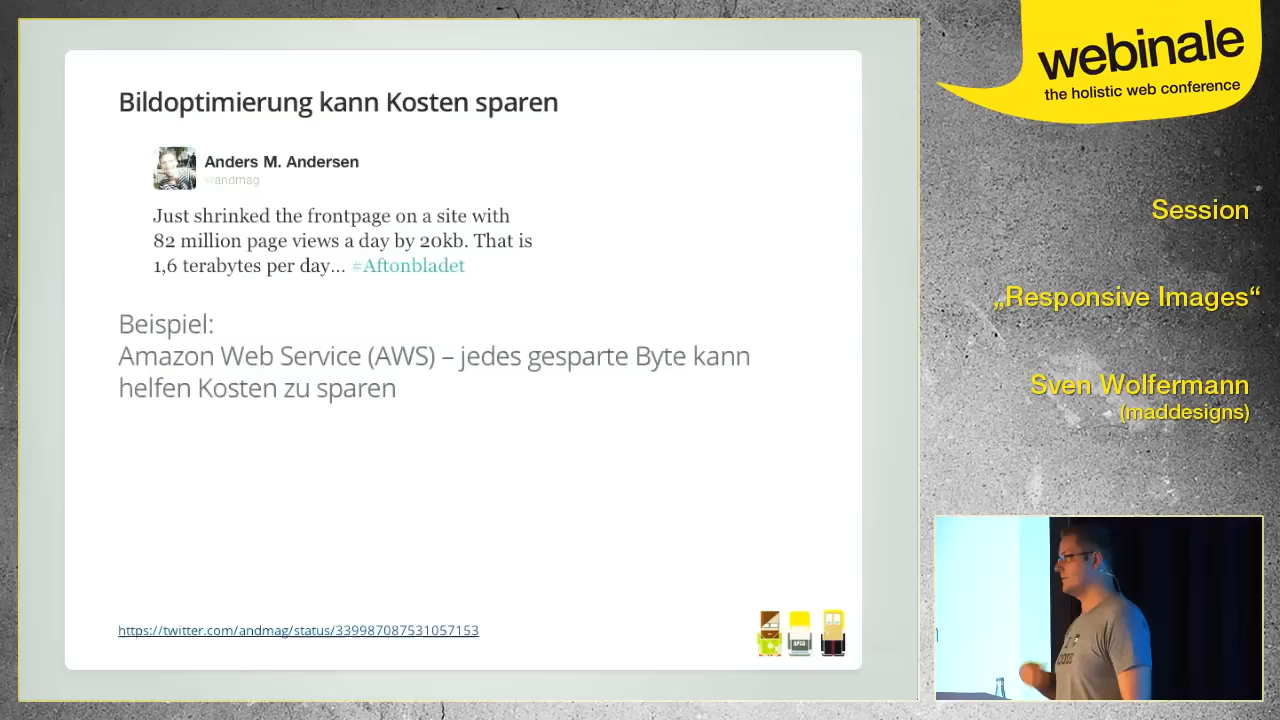 Bildoptimierung kann Kosten sparen
Anders M. Andersen
@andmag
Just shrinked the frontpage on a site with
82 million page views a day by 20kb. That is
1,6 terabytes per day... #Aftonbladet
Beispiel:
Amazon Web Service (AWS) – jedes gesparte Byte kann
helfen Kosten zu sparen
https://twitter.com/andmag/status/339987087531057153
webinale
the holistic web conference
Session
„Responsive Images“
Sven Wolfermann
(maddesigns)